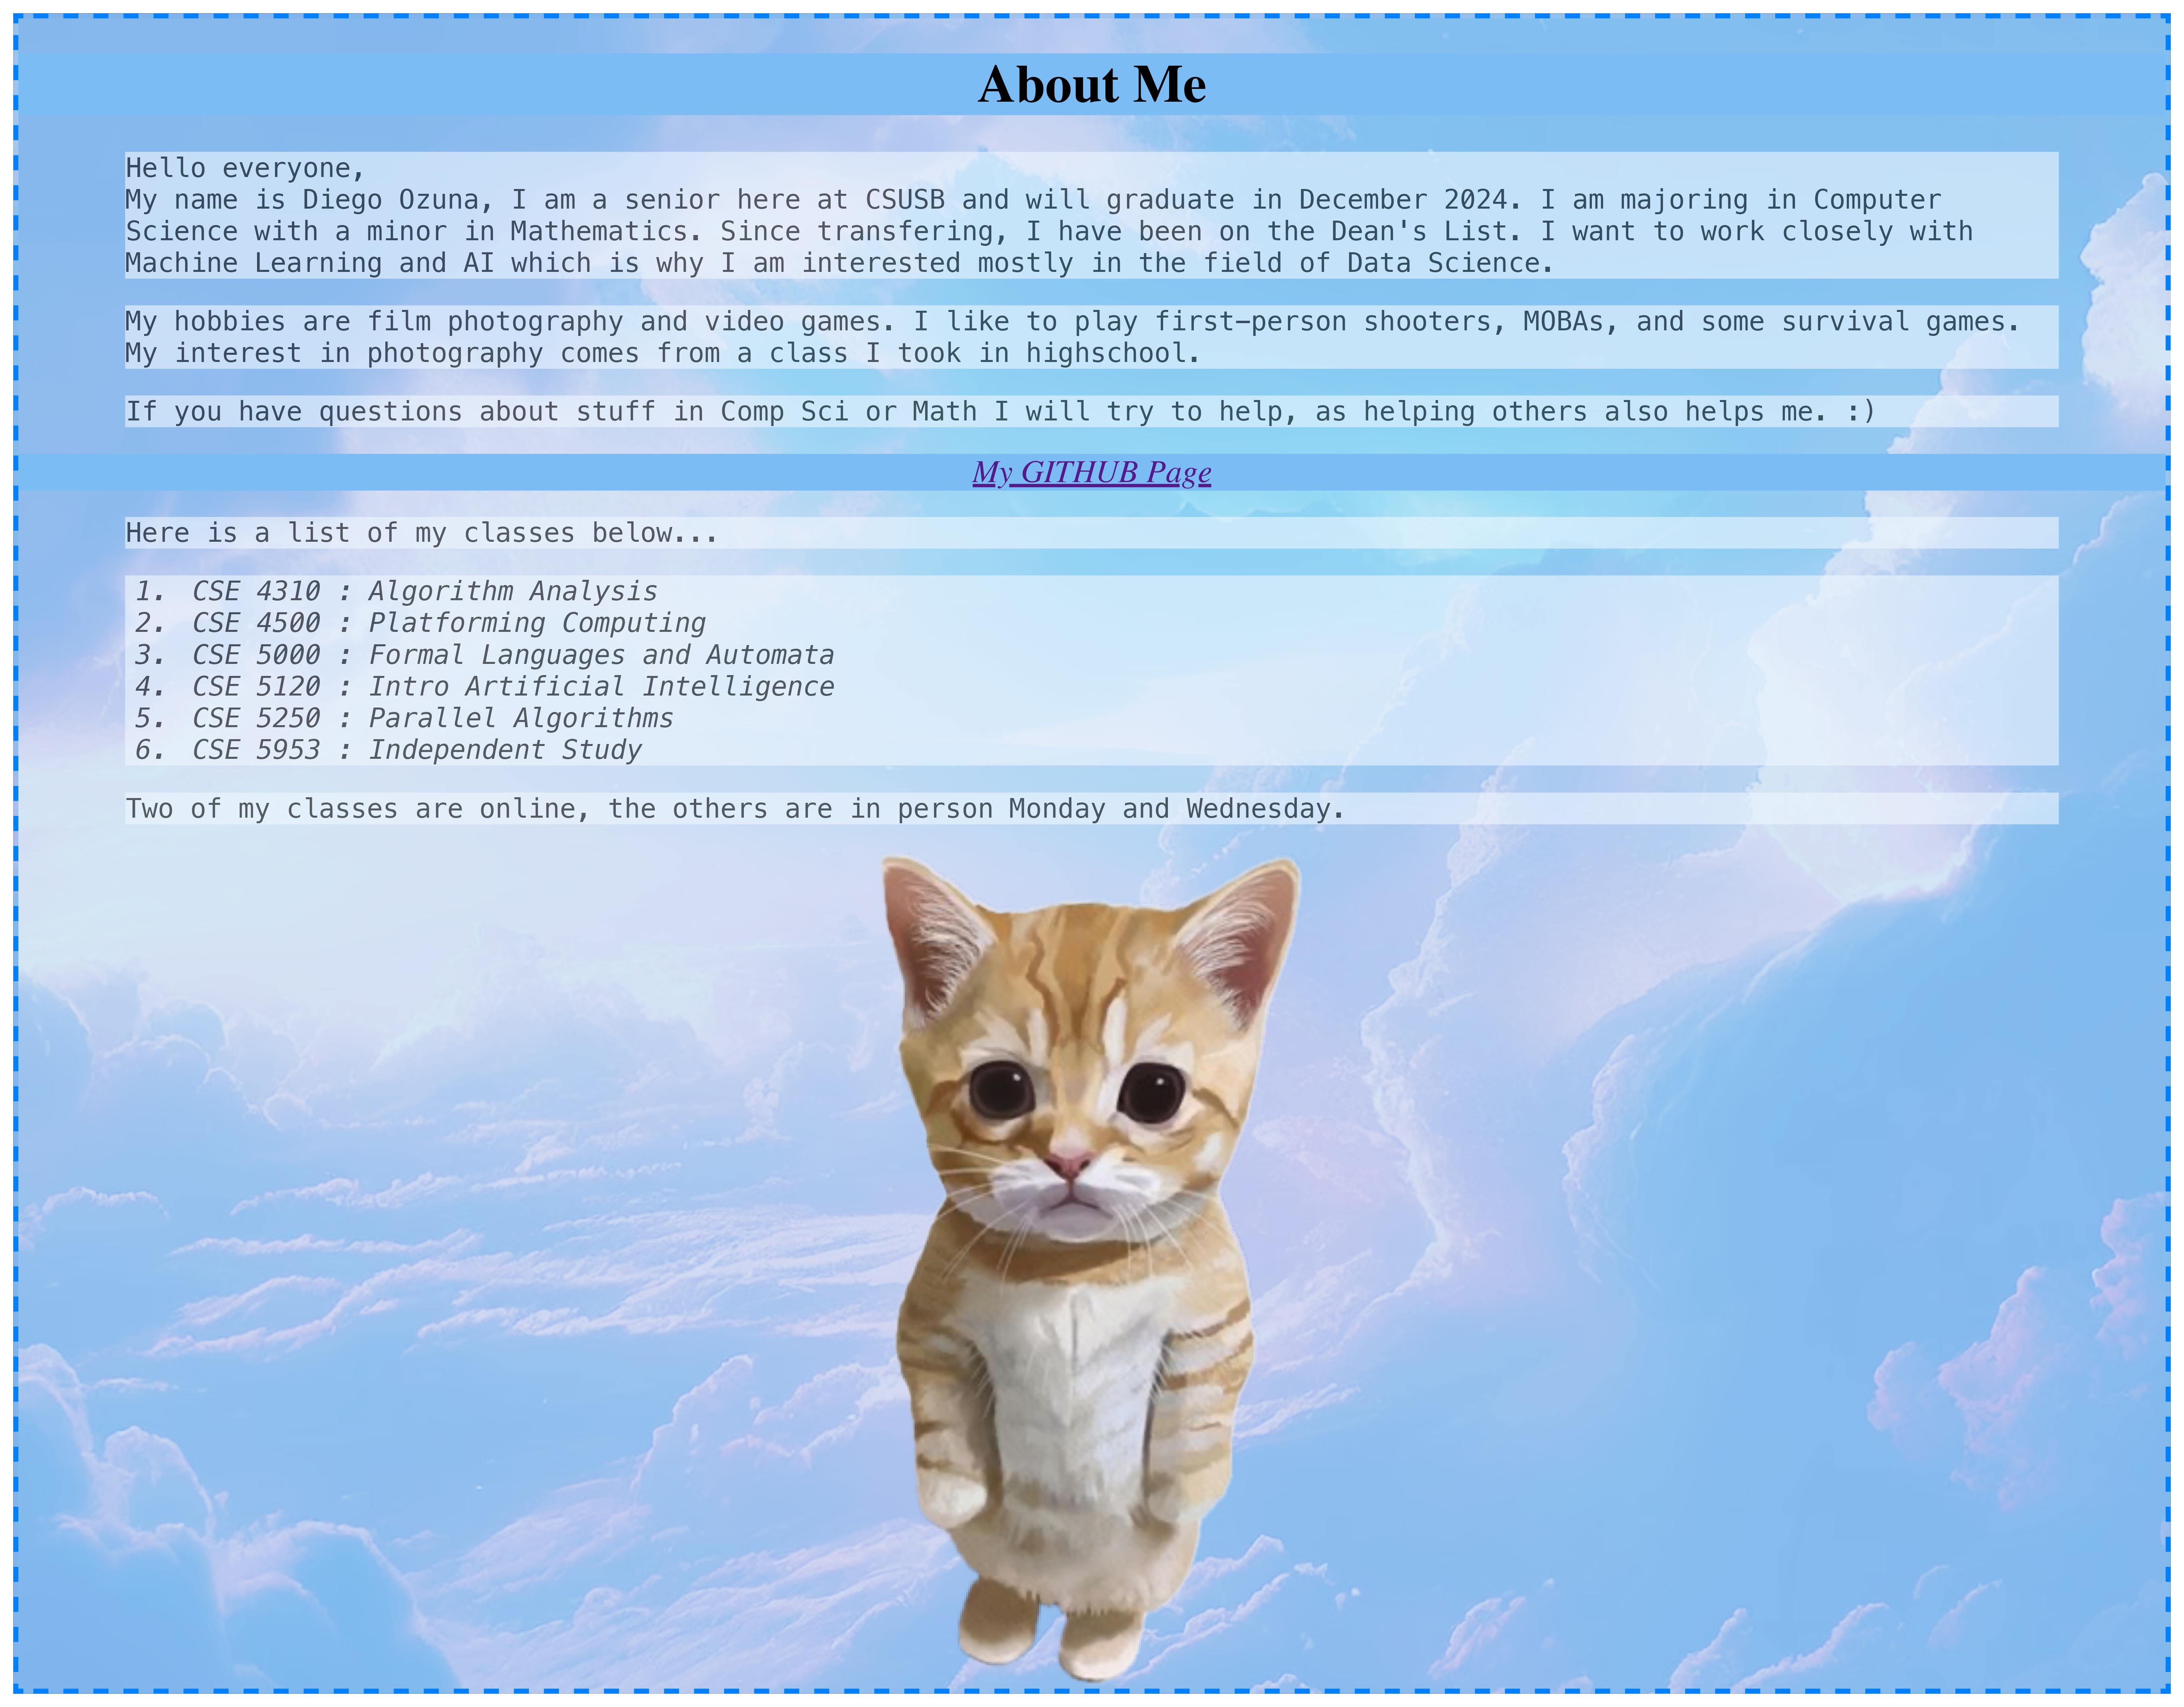 About Me
Hello everyone,
My name is Diego Ozuna, I am a senior here at CSUSB and will graduate in December 2024. I am majoring in Computer
Science with a minor in Mathematics. Since transfering, I have been on the Dean's List. I want to work closely with
Machine Learning and AI which is why I am interested mostly in the field of Data Science.
My hobbies are film photography and video games. I like to play first-person shooters, MOBAs, and some survival games.
My interest in photography comes from a class I took in highschool.
If you have questions about stuff in Comp Sci or Math I will try to help, as helping others also helps me. :)
My GITHUB Page
Here is a list of my classes below...
1. CSE 4310 : Algorithm Analysis
2. CSE 4500 : Platforming Computing
3. CSE 5000 : Formal Languages and Automata
4. CSE 5120 : Intro Artificial Intelligence
5. CSE 5250 : Parallel Algorithms
6. CSE 5953 : Independent Study
Two of my classes are online, the others are in person Monday and Wednesday.